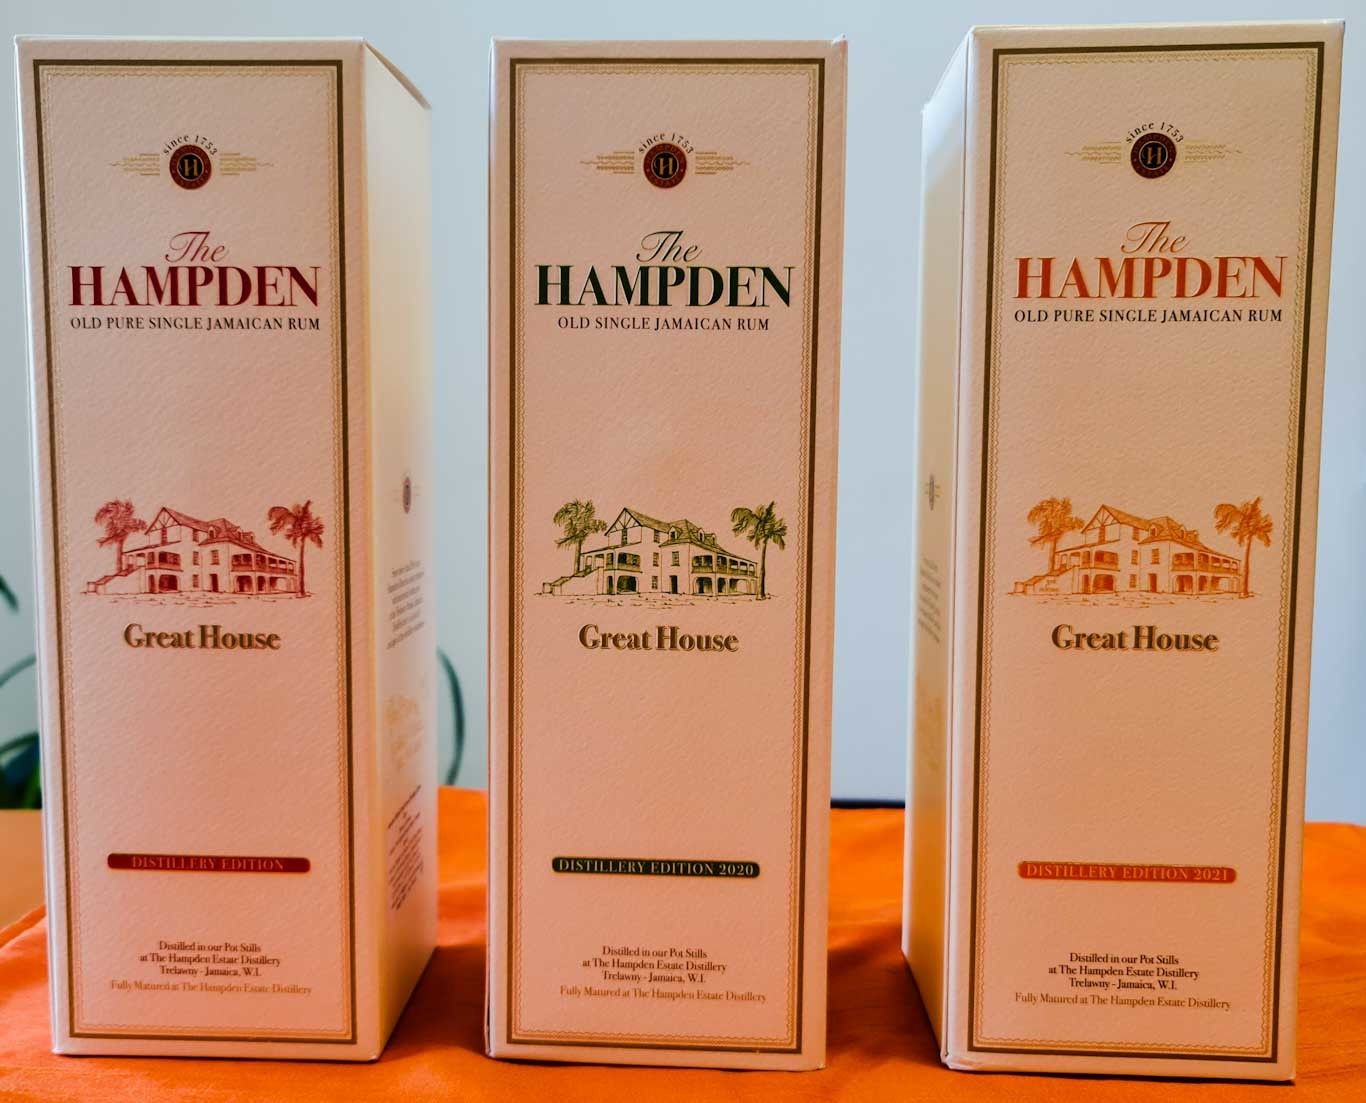 since 1753
H
The
HAMPDEN
OLD PURE SINGLE JAMAICAN RUM
Great House
DISTILLERY EDITION
Distilled in our Pot Stills
at The Hampden Estate Distillery
Trelawny - Jamaica, W.I.
Fully Matured at The Hampden Estate Distillery
since 1753
H
The
HAMPDEN
OLD SINGLE JAMAICAN RUM
Great House
DISTILLERY EDITION 2020
Distilled in our Pot Stills
at The Hampden Estate Distillery
Trelawny - Jamaica, W.I.
Fully Matured at The Hampden Estate Distillery
since 1753
H
The
HAMPDEN
OLD PURE SINGLE JAMAICAN RUM
Great House
DISTILLERY EDITION 2021
Distilled in our Pot Stills
at The Hampden Estate Distillery
Trelawny - Jamaica, W.I.
Fully Matured at The Hampden Estate Distillery